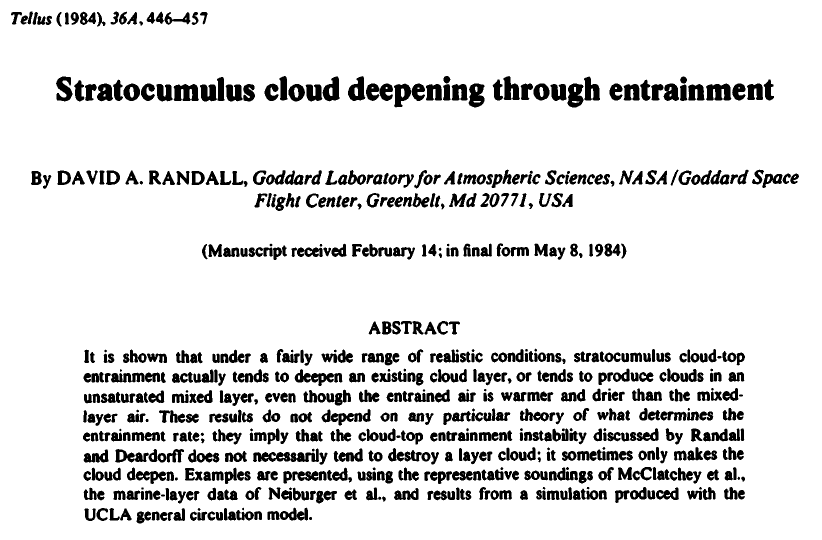 Tellus (1984), 36A, 446–457
Stratocumulus cloud deepening through entrainment
By DAVID A. RANDALL, Goddard Laboratory for Atmospheric Sciences, NASA/Goddard Space
Flight Center, Greenbelt, Md 20771, USA
(Manuscript received February 14; in final form May 8, 1984)
ABSTRACT
It is shown that under a fairly wide range of realistic conditions, stratocumulus cloud-top
entrainment actually tends to deepen an existing cloud layer, or tends to produce clouds in an
unsaturated mixed layer, even though the entrained air is warmer and drier than the mixed-
layer air. These results do not depend on any particular theory of what determines the
entrainment rate; they imply that the cloud-top entrainment instability discussed by Randall
and Deardorff does not necessarily tend to destroy a layer cloud; it sometimes only makes the
cloud deepen. Examples are presented, using the representative soundings of McClatchey et al.,
the marine-layer data of Neiburger et al., and results from a simulation produced with the
UCLA general circulation model.